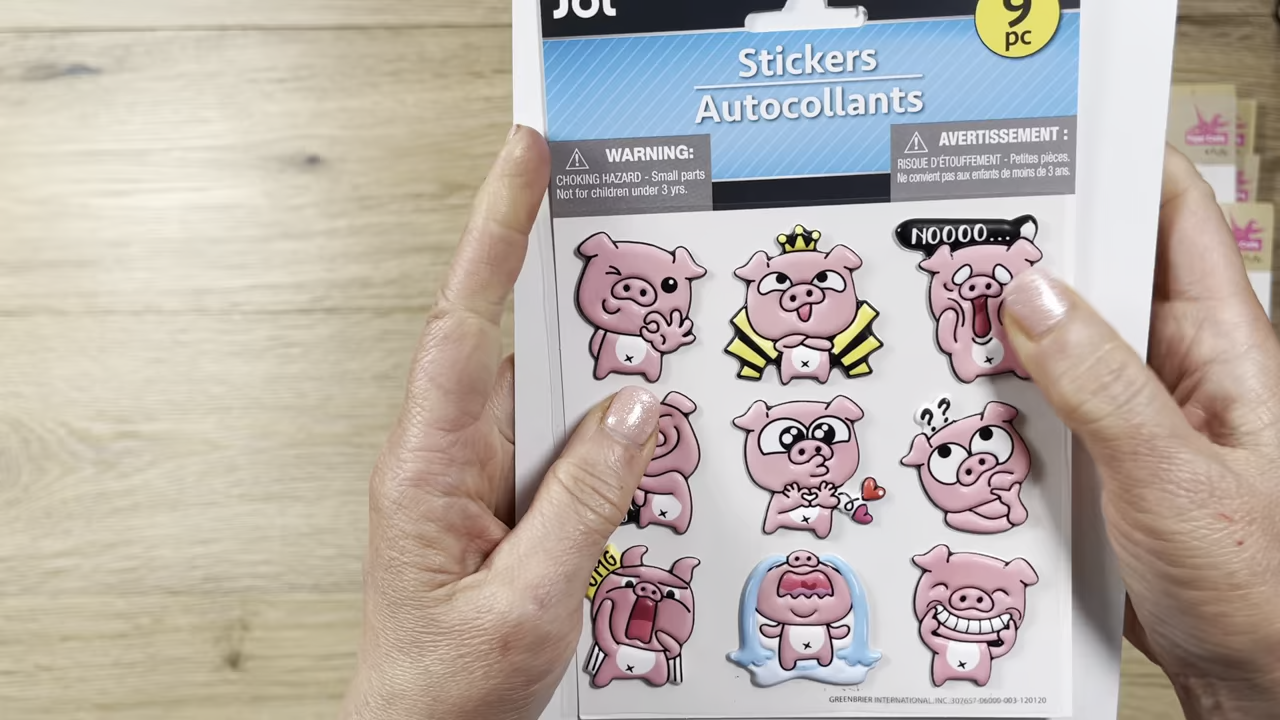 Jot
9
pc
Stickers
Autocollants
WARNING:
CHOKING HAZARD - Small parts
Not for children under 3 yrs.
AVERTISSEMENT :
RISQUE D'ÉTOUFFEMENT - Petites pièces.
Ne convient pas aux enfants de moins de 3 ans.
NOOOO...
??
OMG
GREENBRIER INTERNATIONAL, INC. 307657-06000-003-120120